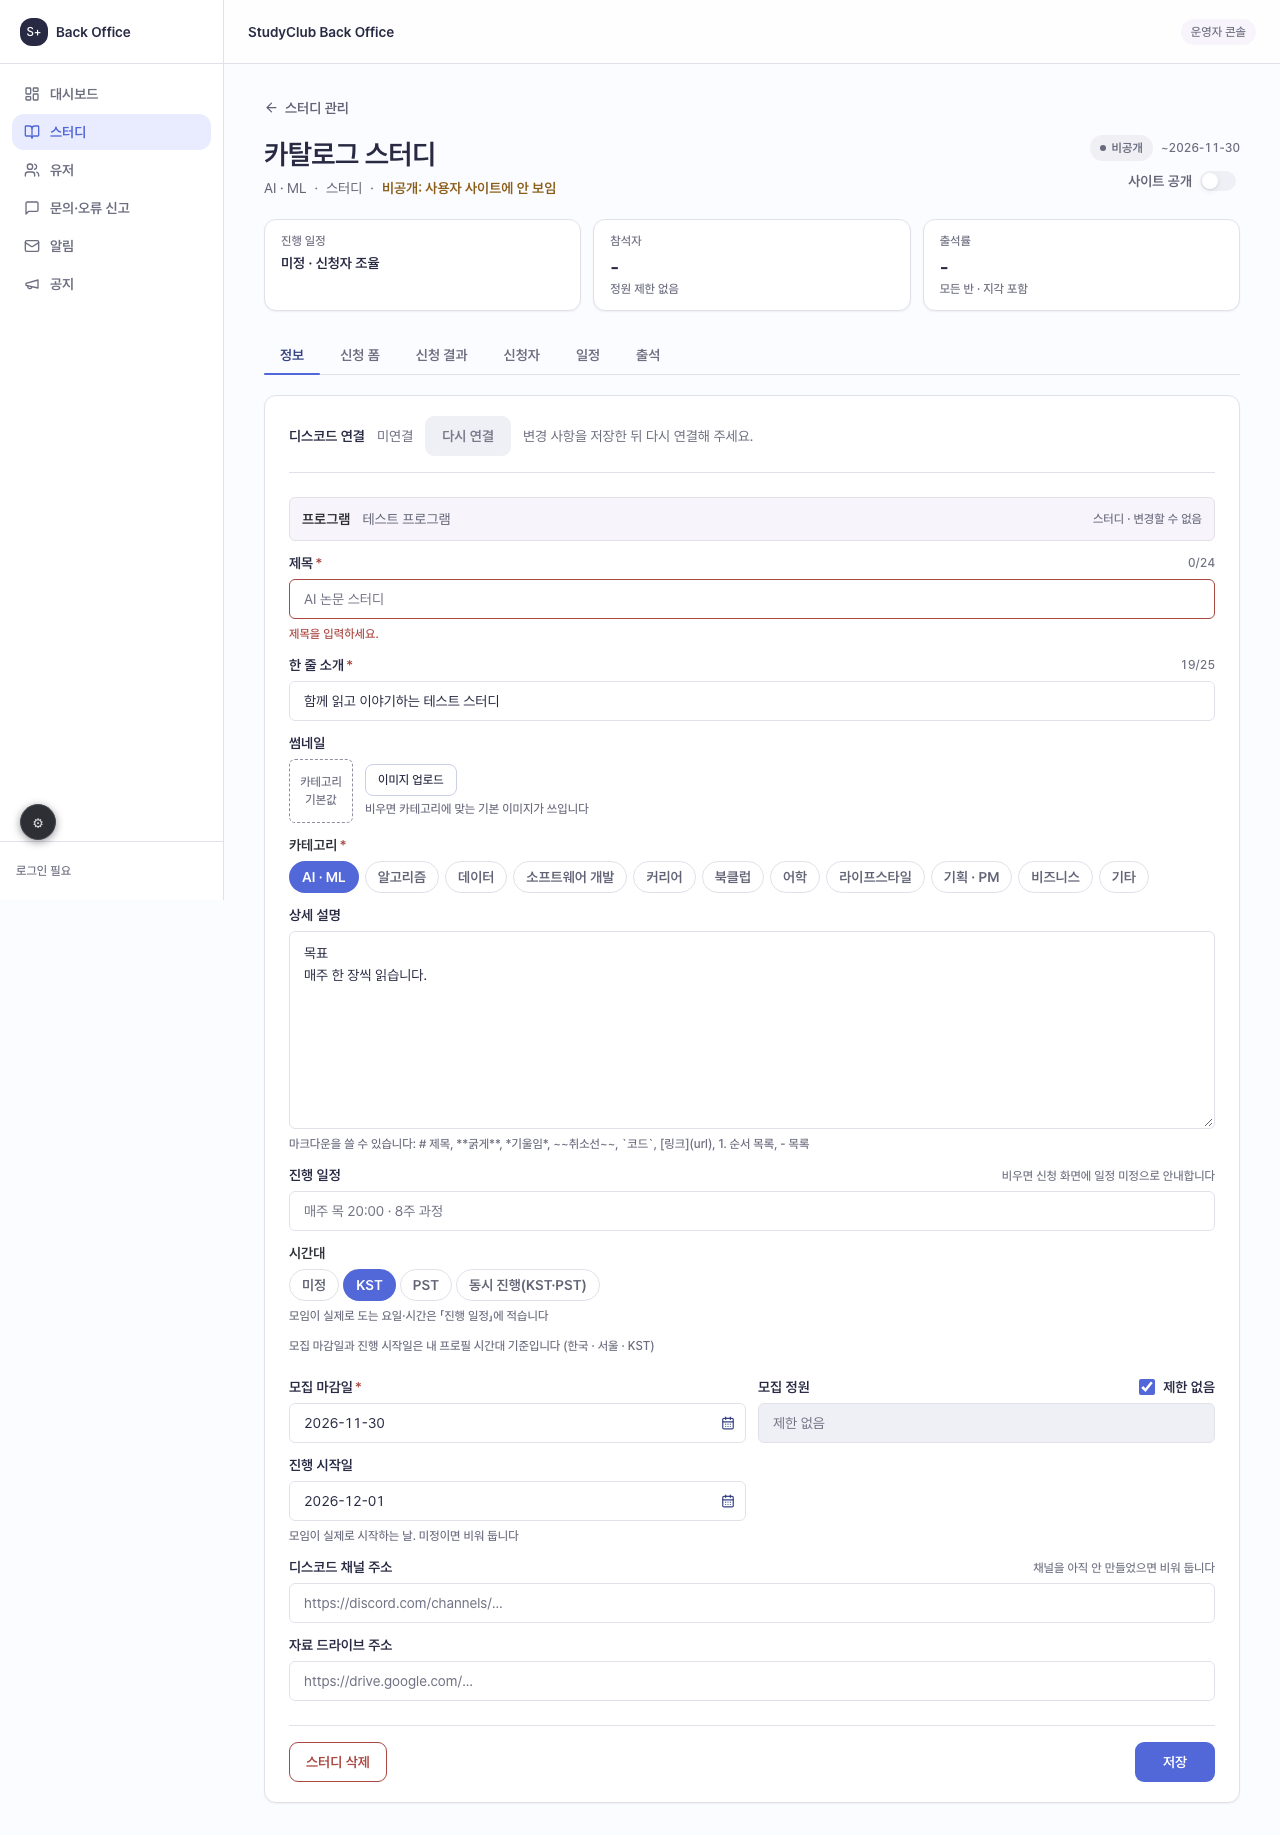 S+ Back Office
StudyClub Back Office
운영자 콘솔
대시보드
스터디
유저
문의·오류 신고
알림
공지
로그인 필요
← 스터디 관리
카탈로그 스터디
비공개 ~2026-11-30
AI · ML · 스터디 · 비공개: 사용자 사이트에 안 보임
사이트 공개
진행 일정
미정 · 신청자 조율
참석자
–
정원 제한 없음
출석률
–
모든 반 · 지각 포함
정보 신청 폼 신청 결과 신청자 일정 출석
디스코드 연결 미연결 다시 연결 변경 사항을 저장한 뒤 다시 연결해 주세요.
프로그램 테스트 프로그램 스터디 · 변경할 수 없음
제목 * 0/24
AI 논문 스터디
제목을 입력하세요.
한 줄 소개 * 19/25
함께 읽고 이야기하는 테스트 스터디
썸네일
카테고리
기본값
이미지 업로드
비우면 카테고리에 맞는 기본 이미지가 쓰입니다
카테고리 *
AI · ML 알고리즘 데이터 소프트웨어 개발 커리어 북클럽 어학 라이프스타일 기획 · PM 비즈니스 기타
상세 설명
목표
매주 한 장씩 읽습니다.
마크다운을 쓸 수 있습니다: # 제목, **굵게**, *기울임*, ~~취소선~~, `코드`, [링크](url), 1. 순서 목록, - 목록
진행 일정 비우면 신청 화면에 일정 미정으로 안내합니다
매주 목 20:00 · 8주 과정
시간대
미정 KST PST 동시 진행(KST·PST)
모임이 실제로 도는 요일·시간은 「진행 일정」에 적습니다
모집 마감일과 진행 시작일은 내 프로필 시간대 기준입니다 (한국 · 서울 · KST)
모집 마감일 *
2026-11-30
모집 정원 제한 없음
제한 없음
진행 시작일
2026-12-01
모임이 실제로 시작하는 날. 미정이면 비워 둡니다
디스코드 채널 주소 채널을 아직 안 만들었으면 비워 둡니다
https://discord.com/channels/...
자료 드라이브 주소
https://drive.google.com/...
스터디 삭제 저장